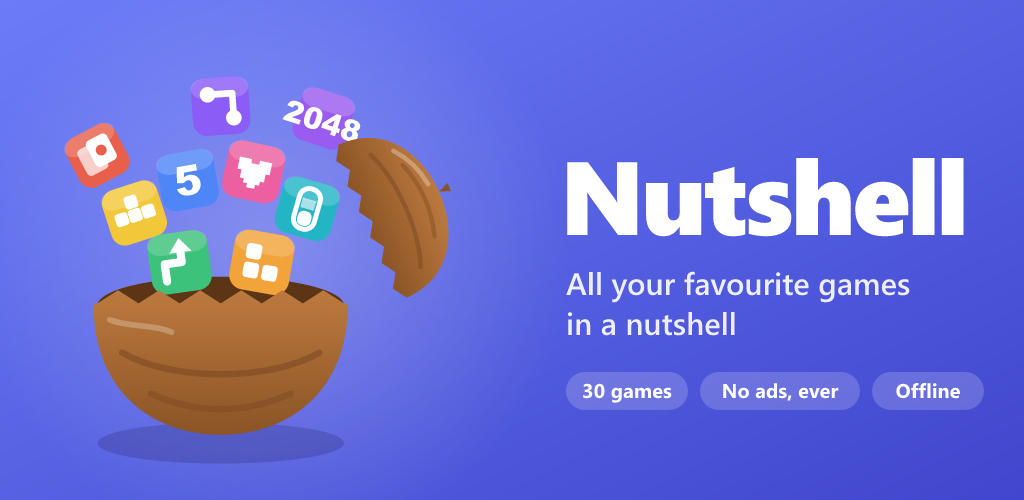 2048
5
Nutshell
All your favourite games
in a nutshell
30 games
No ads, ever
Offline